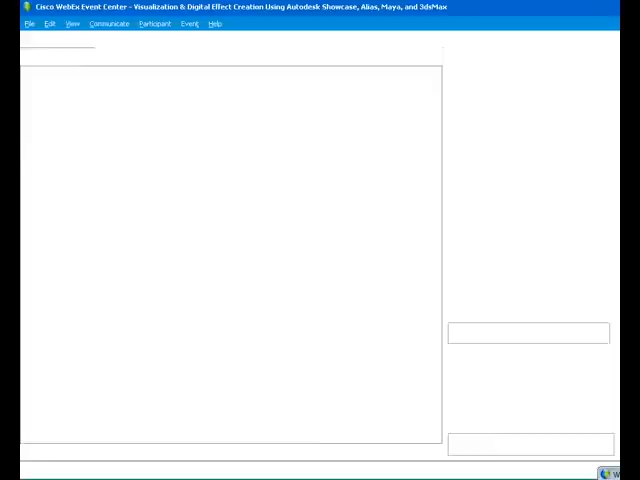 Cisco WebEx Event Center - Visualization & Digital Effect Creation Using Autodesk Showcase, Alias, Maya, and 3dsMax
File Edit View Communicate Participant Event Help
W